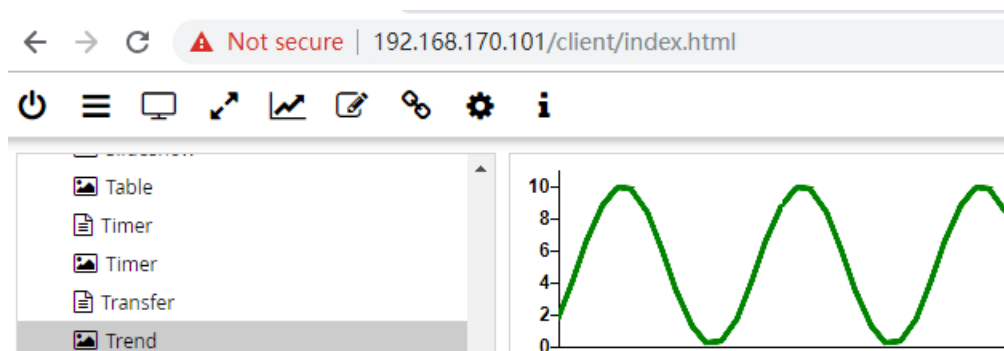 Not secure | 192.168.170.101/client/index.html
Table
Timer
Timer
Transfer
Trend
10
8
6
4
2
0